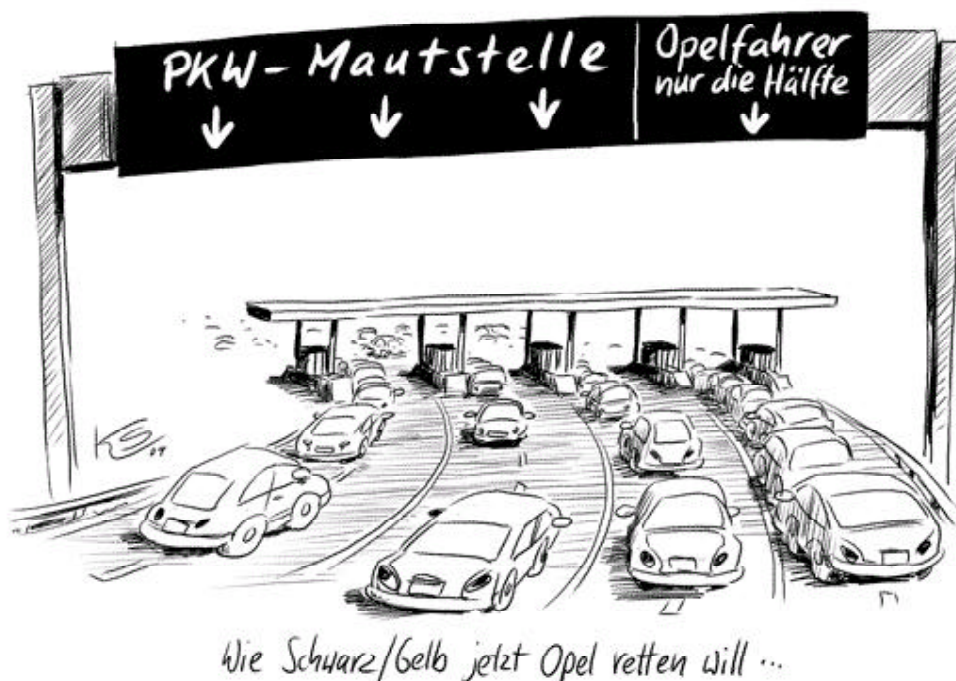 PKW-Mautstelle
Opelfahrer
nur die Hälfte
Wie Schwarz/Gelb jetzt Opel retten will...